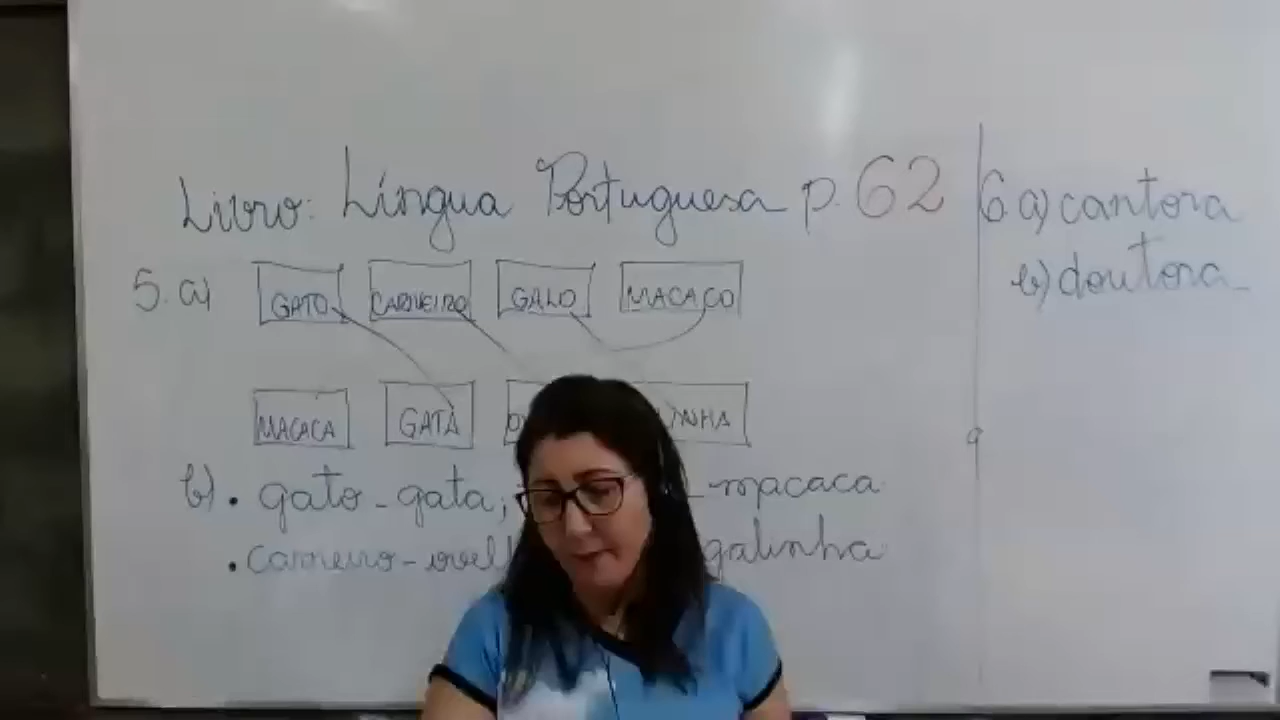 Livro: Língua Portuguesa p. 62
5. a) GATO CARNEIRO GALO MACACO
MACACA GATA
b) • gato - gata; - macaca
• carneiro - galinha
6. a) cantora
b) doutora